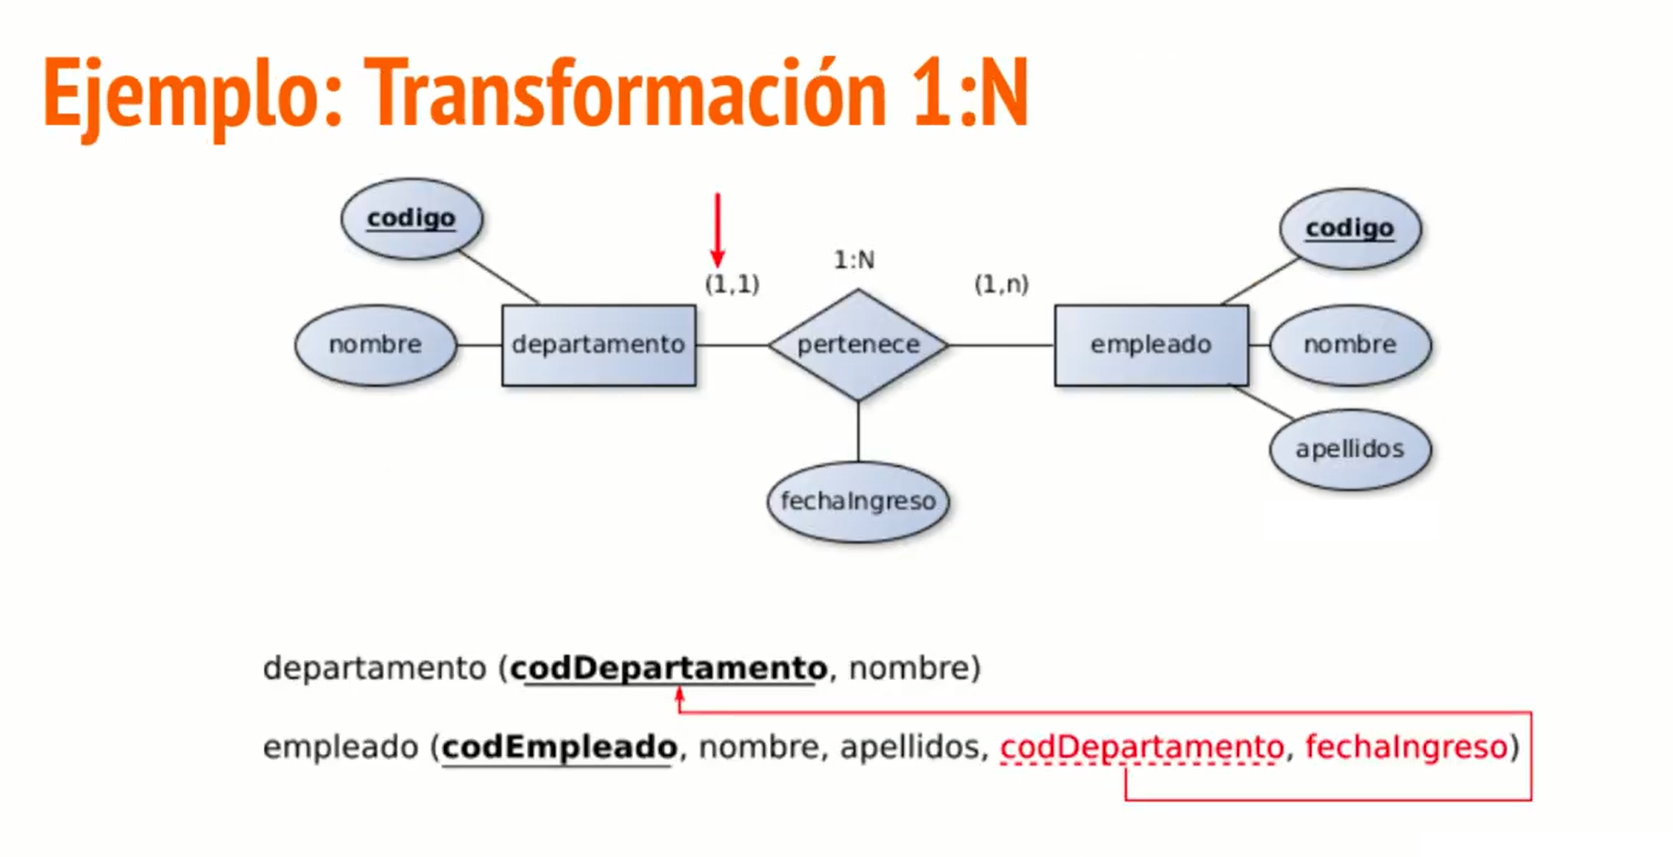 Ejemplo: Transformación 1:N
codigo
codigo
1:N
(1,1)
(1,n)
nombre
departamento
pertenece
empleado
nombre
apellidos
fechaIngreso
departamento (codDepartamento, nombre)
empleado (codEmpleado, nombre, apellidos, codDepartamento, fechaIngreso)